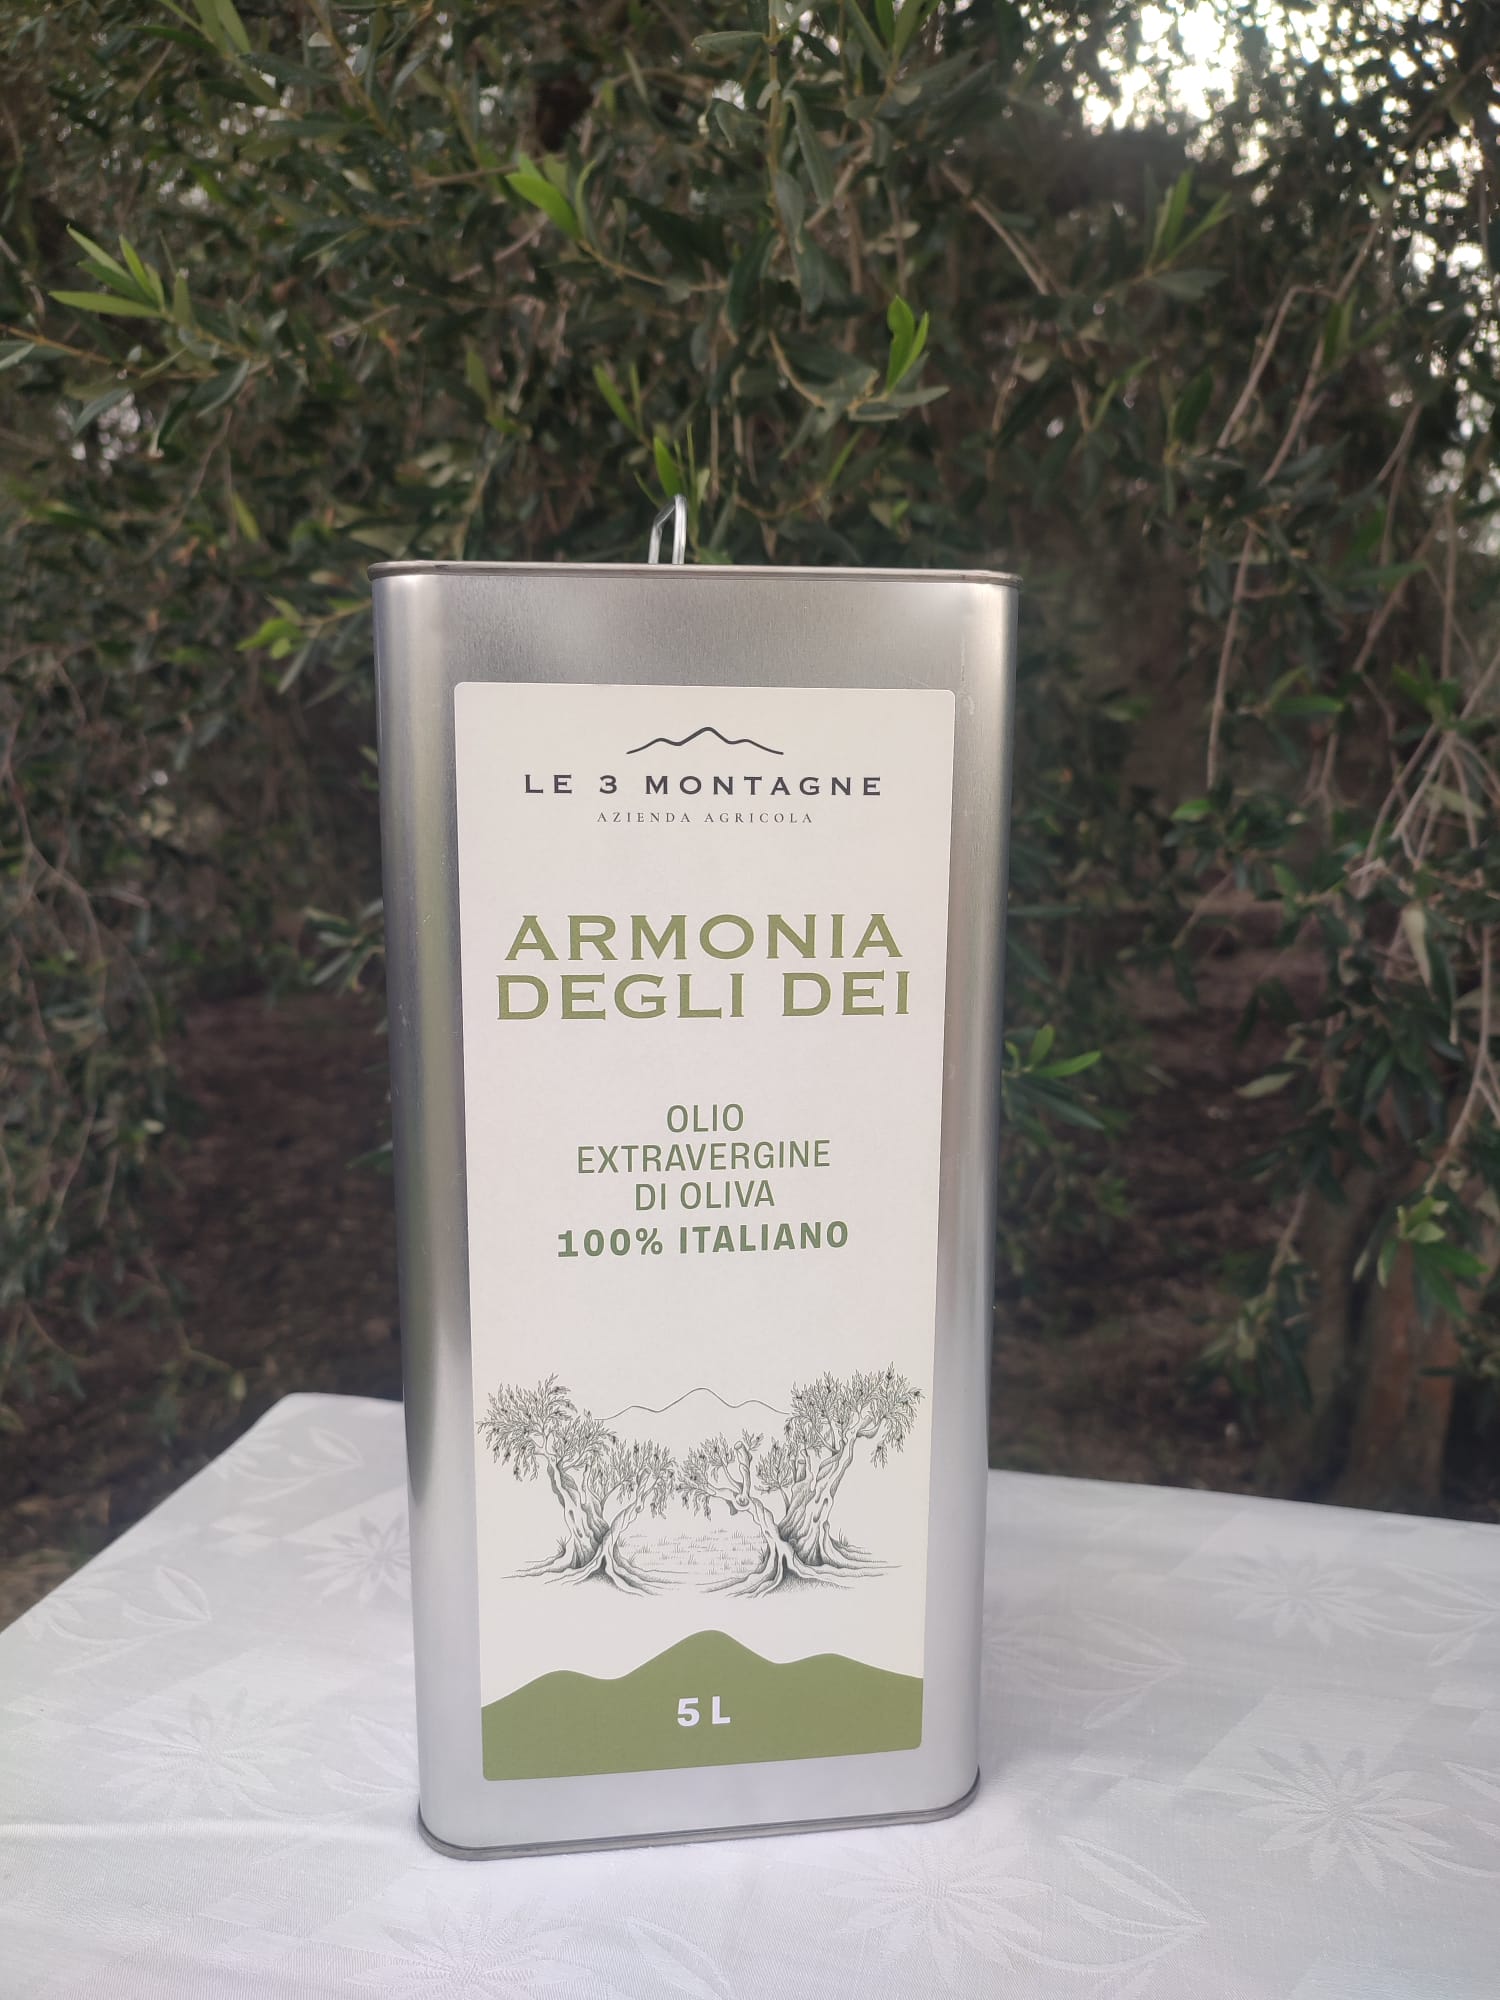 LE 3 MONTAGNE
AZIENDA AGRICOLA
ARMONIA
DEGLI DEI
OLIO
EXTRAVERGINE
DI OLIVA
100% ITALIANO
5 L